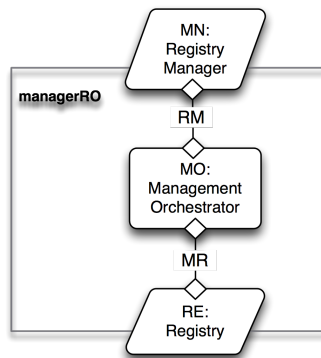 MN:
Registry
Manager
managerRO
RM
MO:
Management
Orchestrator
MR
RE:
Registry